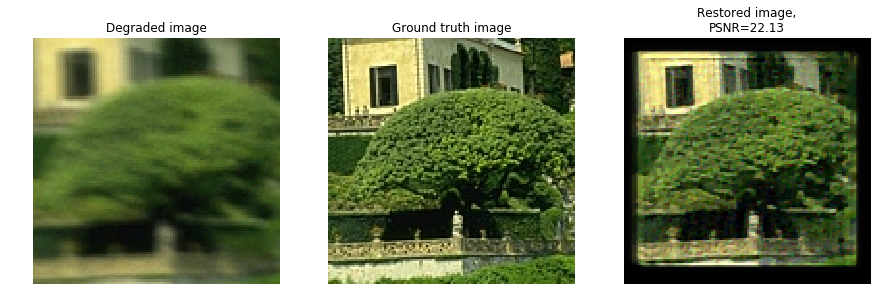 Degraded image
Ground truth image
Restored image,
PSNR=22.13